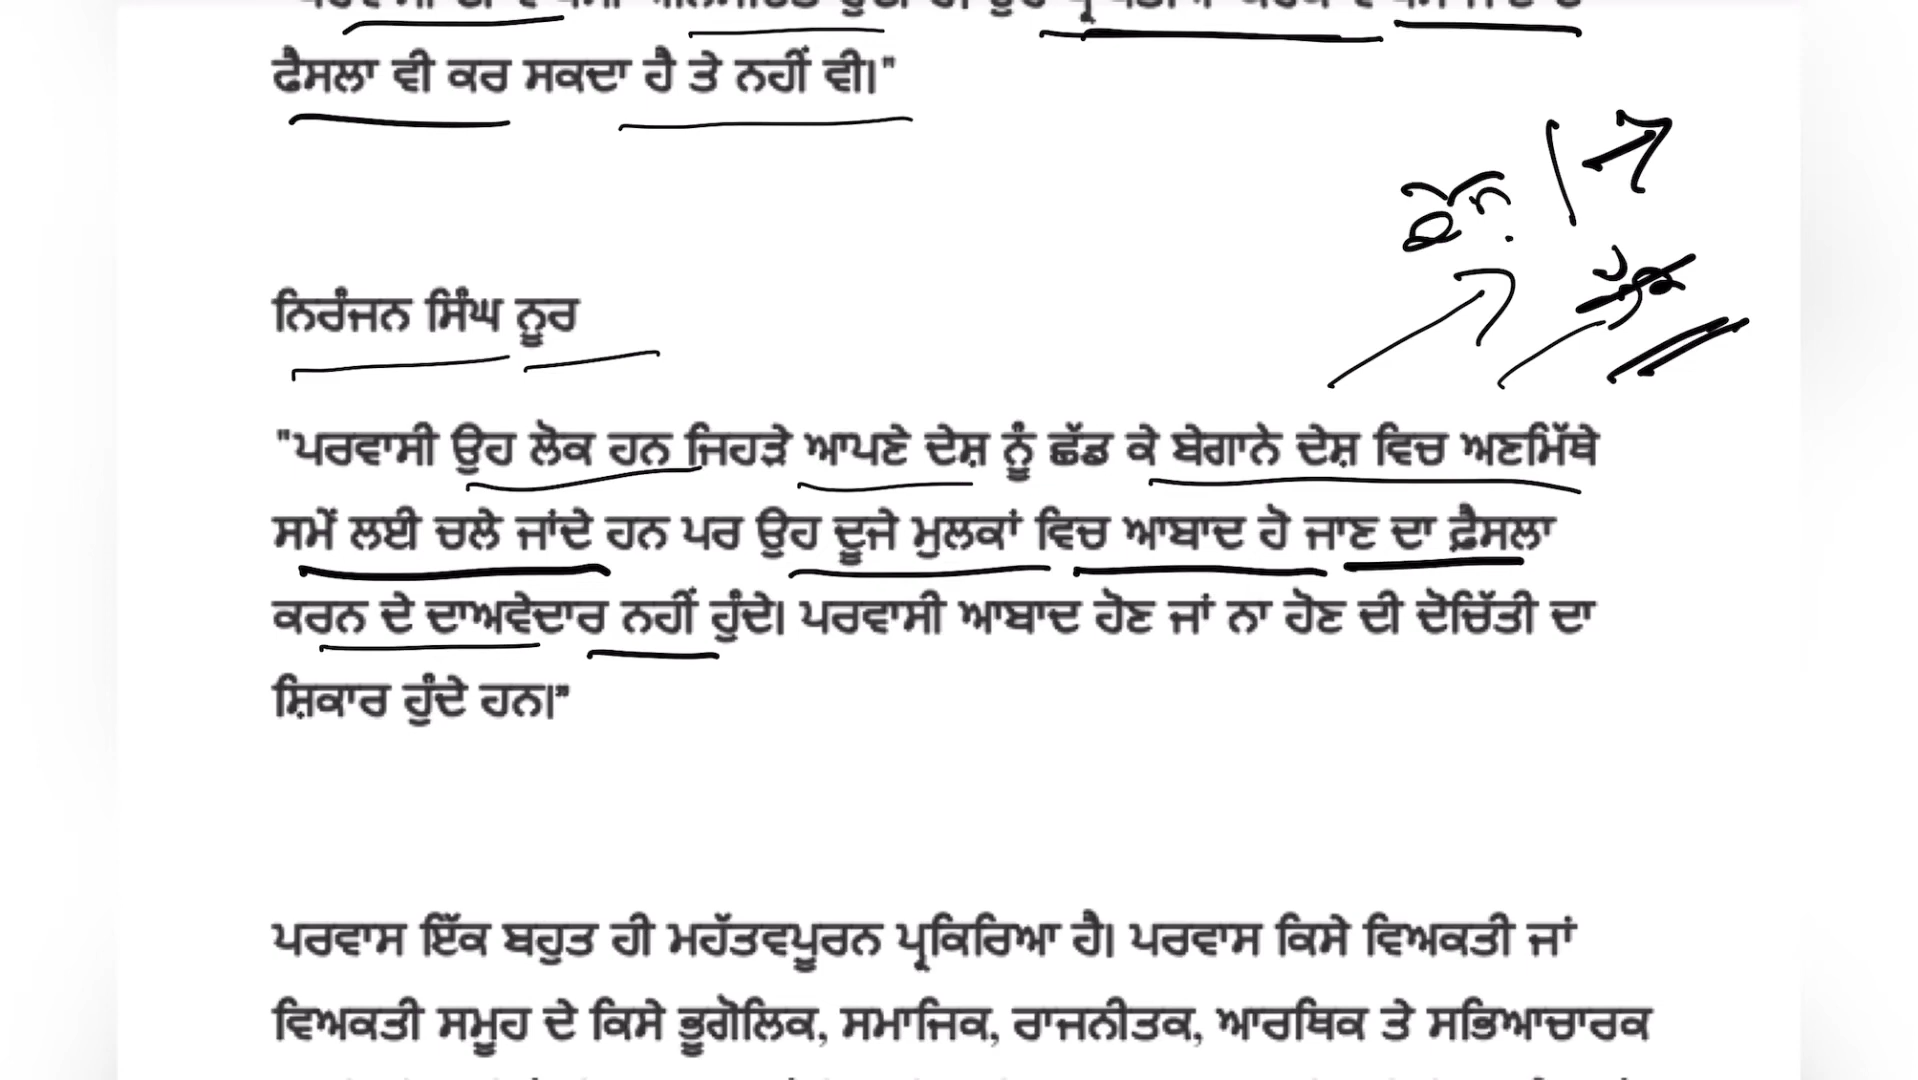 ਫੈਸਲਾ ਵੀ ਕਰ ਸਕਦਾ ਹੈ ਤੇ ਨਹੀਂ ਵੀ।"
ਨਿਰੰਜਨ ਸਿੰਘ ਨੂਰ
"ਪਰਵਾਸੀ ਉਹ ਲੋਕ ਹਨ ਜਿਹੜੇ ਆਪਣੇ ਦੇਸ਼ ਨੂੰ ਛੱਡ ਕੇ ਬੇਗਾਨੇ ਦੇਸ਼ ਵਿਚ ਅਣਮਿੱਥੇ
ਸਮੇਂ ਲਈ ਚਲੇ ਜਾਂਦੇ ਹਨ ਪਰ ਉਹ ਦੂਜੇ ਮੁਲਕਾਂ ਵਿਚ ਆਬਾਦ ਹੋ ਜਾਣ ਦਾ ਫ਼ੈਸਲਾ
ਕਰਨ ਦੇ ਦਾਅਵੇਦਾਰ ਨਹੀਂ ਹੁੰਦੇ। ਪਰਵਾਸੀ ਆਬਾਦ ਹੋਣ ਜਾਂ ਨਾ ਹੋਣ ਦੀ ਦੋਚਿੱਤੀ ਦਾ
ਸ਼ਿਕਾਰ ਹੁੰਦੇ ਹਨ।”
ਪਰਵਾਸ ਇੱਕ ਬਹੁਤ ਹੀ ਮਹੱਤਵਪੂਰਨ ਪ੍ਰਕਿਰਿਆ ਹੈ। ਪਰਵਾਸ ਕਿਸੇ ਵਿਅਕਤੀ ਜਾਂ
ਵਿਅਕਤੀ ਸਮੂਹ ਦੇ ਕਿਸੇ ਭੂਗੋਲਿਕ, ਸਮਾਜਿਕ, ਰਾਜਨੀਤਕ, ਆਰਥਿਕ ਤੇ ਸਭਿਆਚਾਰਕ